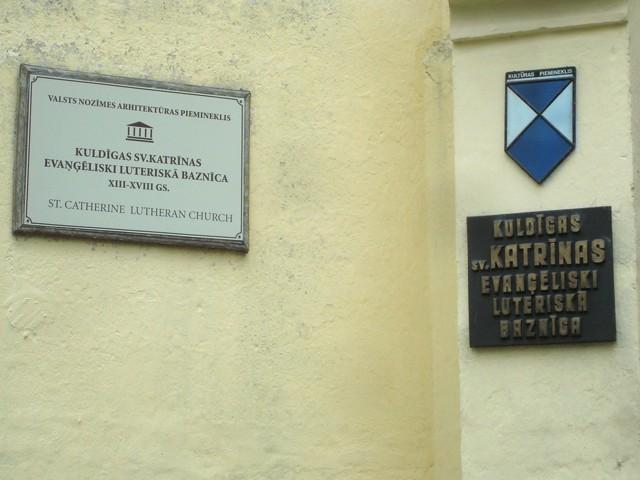 VALSTS NOZĪMES ARHITEKTŪRAS PIEMINEKLIS
KULDĪGAS SV.KATRĪNAS
EVAŅĢĒLISKI LUTERISKĀ BAZNĪCA
XIII-XVIII GS.
ST. CATHERINE LUTHERAN CHURCH
KULTŪRAS PIEMINEKLIS
KULDĪGAS
SV.KATRĪNAS
EVAŅĢĒLISKI
LUTERISKĀ
BAZNĪCA